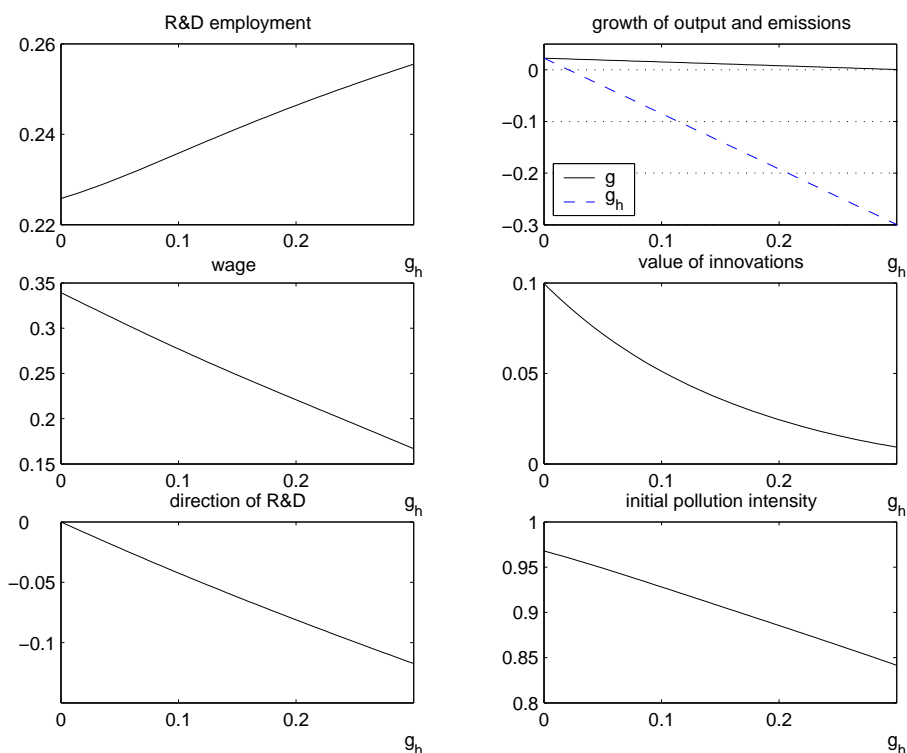 R&D employment
0.26
0.24
0.22
0
0.1
0.2
g_h
growth of output and emissions
0
−0.1
−0.2
−0.3
g
g_h
0
0.1
0.2
g_h
wage
0.35
0.3
0.25
0.2
0.15
0
0.1
0.2
g_h
value of innovations
0.1
0.05
0
0
0.1
0.2
g_h
direction of R&D
0
−0.05
−0.1
0
0.1
0.2
g_h
initial pollution intensity
1
0.95
0.9
0.85
0.8
0
0.1
0.2
g_h